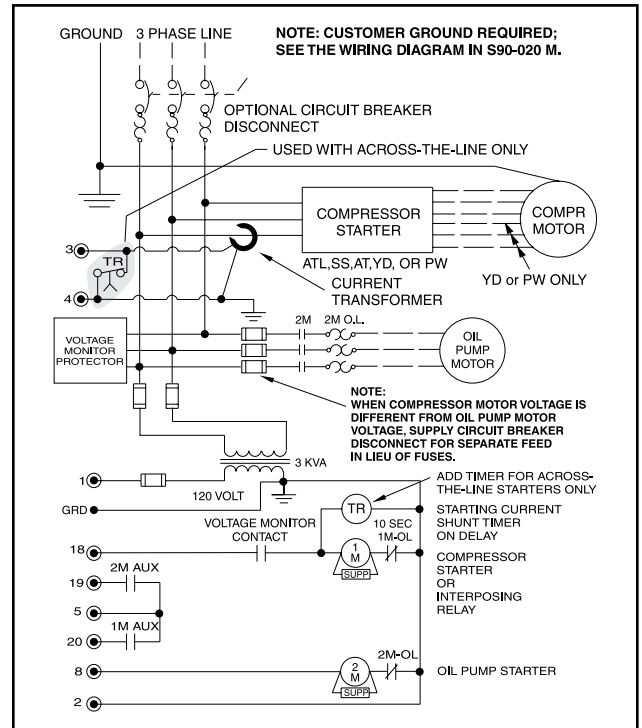 GROUND 3 PHASE LINE
NOTE: CUSTOMER GROUND REQUIRED;
SEE THE WIRING DIAGRAM IN S90-020 M.
OPTIONAL CIRCUIT BREAKER
DISCONNECT
USED WITH ACROSS-THE-LINE ONLY
COMPRESSOR
STARTER
COMPR
MOTOR
3
TR
ATL,SS,AT,YD, OR PW
YD or PW ONLY
CURRENT
TRANSFORMER
4
2M 2M O.L.
VOLTAGE
MONITOR
PROTECTOR
OIL
PUMP
MOTOR
NOTE:
WHEN COMPRESSOR MOTOR VOLTAGE IS
DIFFERENT FROM OIL PUMP MOTOR
VOLTAGE, SUPPLY CIRCUIT BREAKER
DISCONNECT FOR SEPARATE FEED
IN LIEU OF FUSES.
3 KVA
1
120 VOLT
ADD TIMER FOR ACROSS-
THE-LINE STARTERS ONLY
GRD
TR
STARTING CURRENT
SHUNT TIMER
ON DELAY
VOLTAGE MONITOR
CONTACT
10 SEC
1M-OL
18
1
M
SUPP
COMPRESSOR
STARTER
OR
INTERPOSING
RELAY
2M AUX
19
5
1M AUX
20
2M-OL
8
2
M
SUPP
OIL PUMP STARTER
2